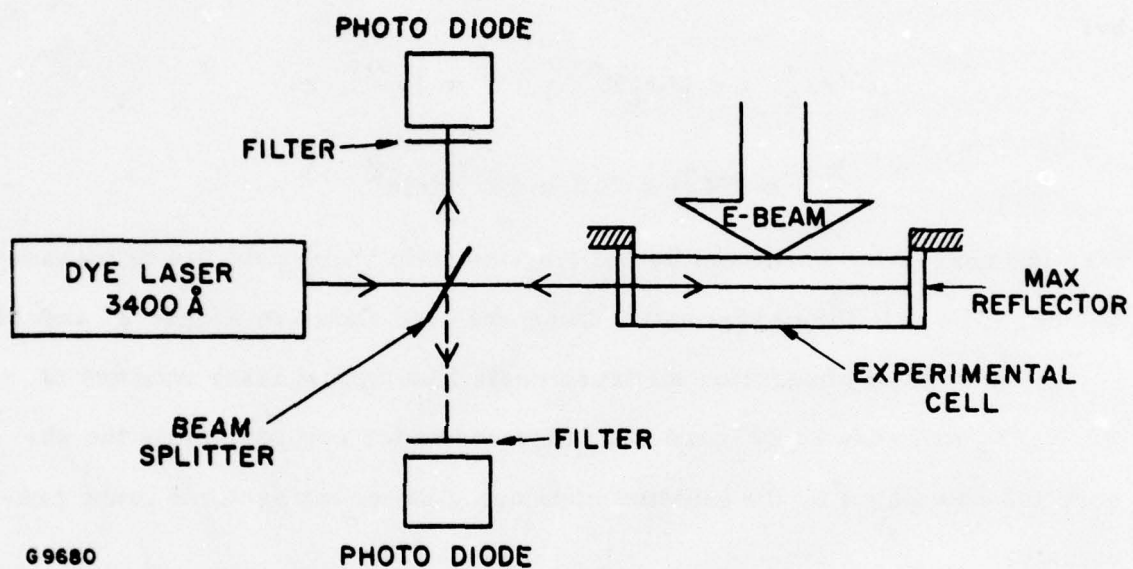 PHOTO DIODE
FILTER
E-BEAM
DYE LASER
3400 Å
MAX
REFLECTOR
EXPERIMENTAL
CELL
BEAM
SPLITTER
FILTER
PHOTO DIODE
G9680